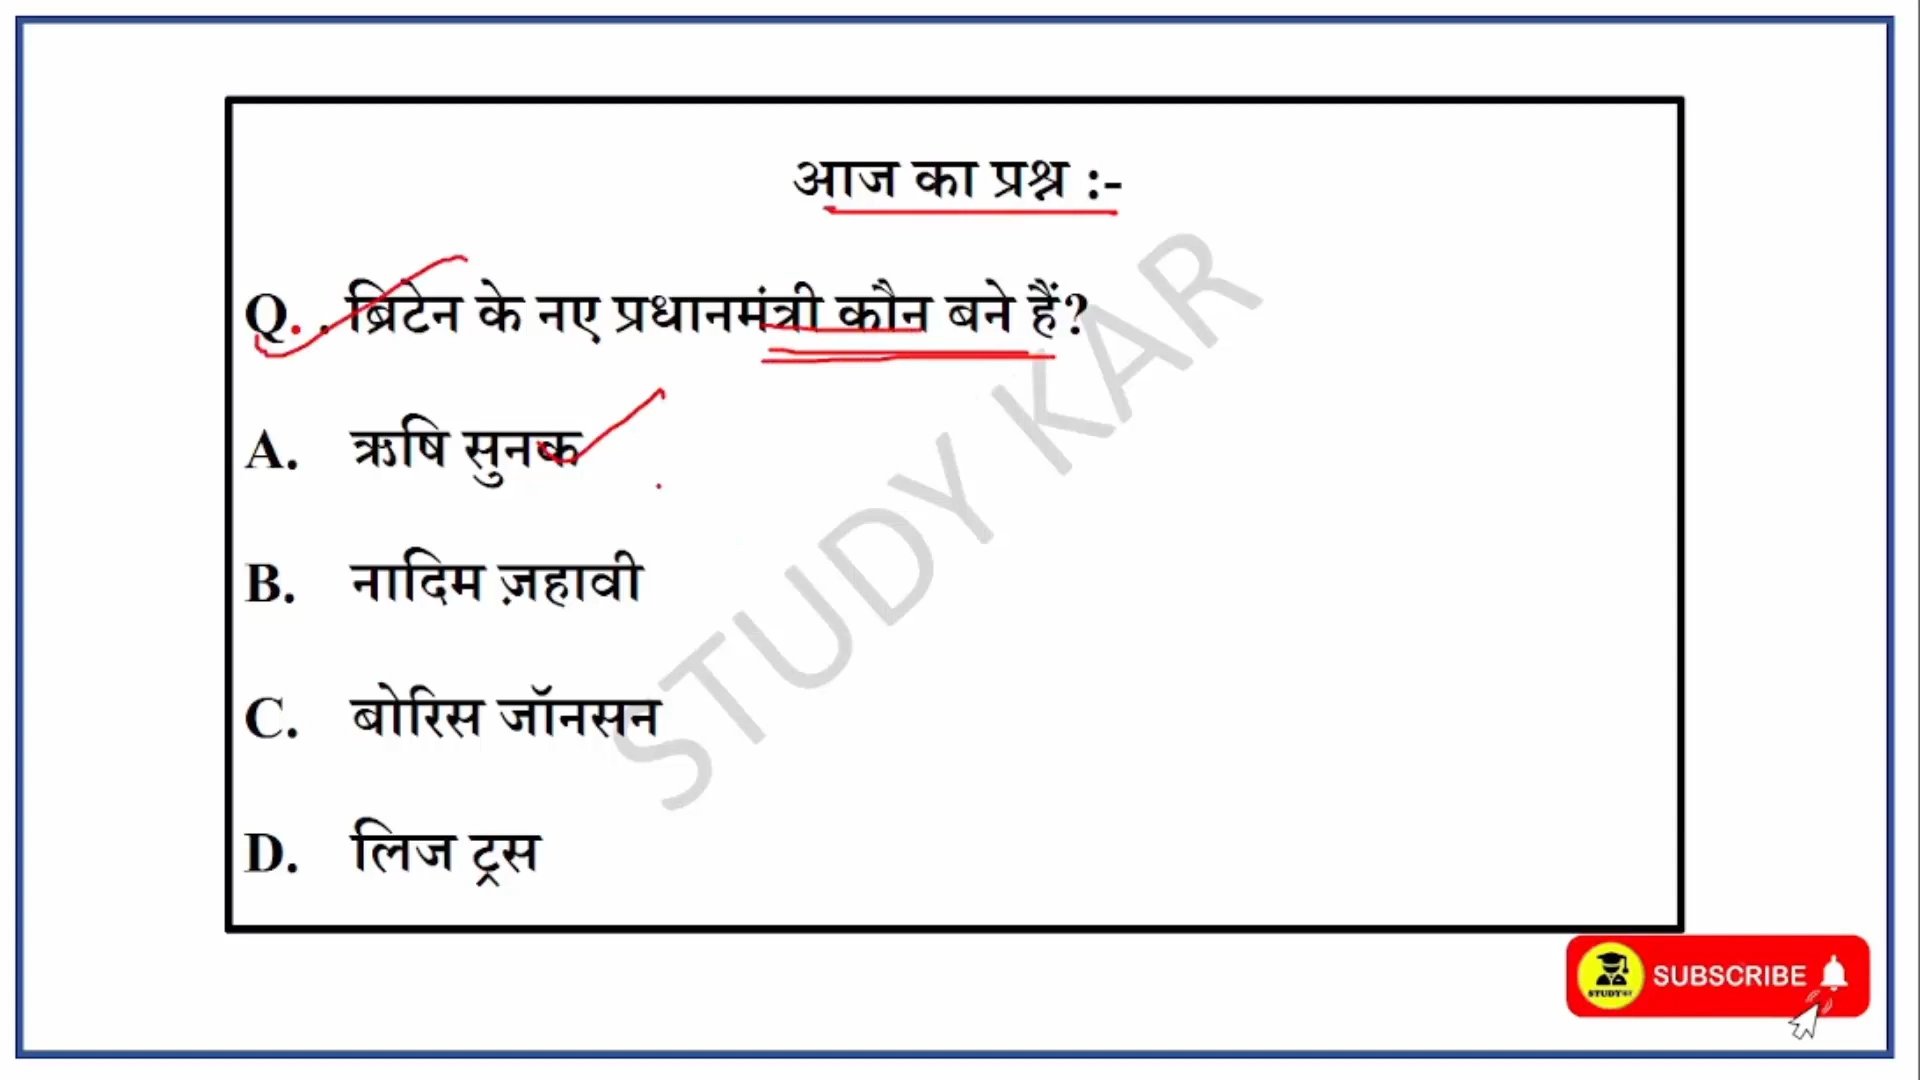 आज का प्रश्न :-
Q. . ब्रिटेन के नए प्रधानमंत्री कौन बने हैं?
A. ऋषि सुनक
B. नादिम ज़हावी
C. बोरिस जॉनसन
D. लिज ट्रस
STUDY KAR
SUBSCRIBE